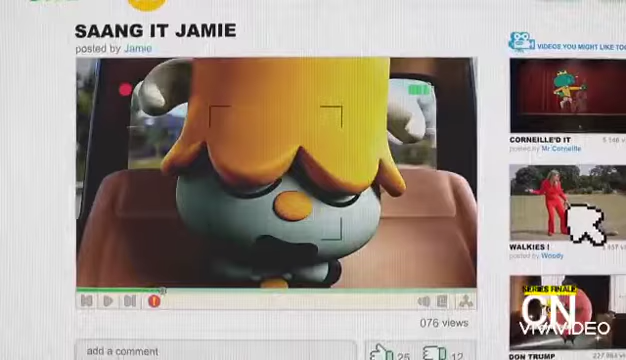 SAANG IT JAMIE
posted by Jamie
VIDEOS YOU MIGHT LIKE TOO
CORNEILLE'D IT
posted by Mr Corneille
WALKIES !
posted by Woody
SERIES FINALE
CN
VIVAVIDEO
076 views
DON TRUMP
add a comment
25
12